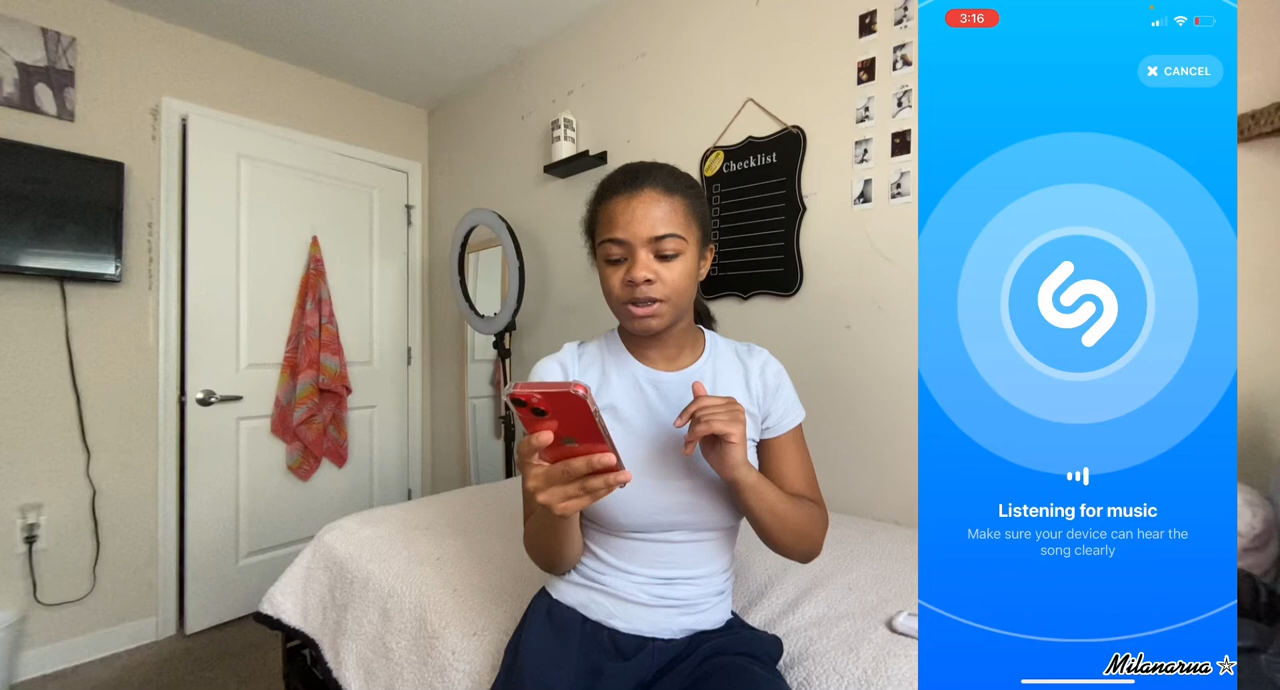 Checklist
3:16
CANCEL
Listening for music
Make sure your device can hear the
song clearly
Milanarua ☆